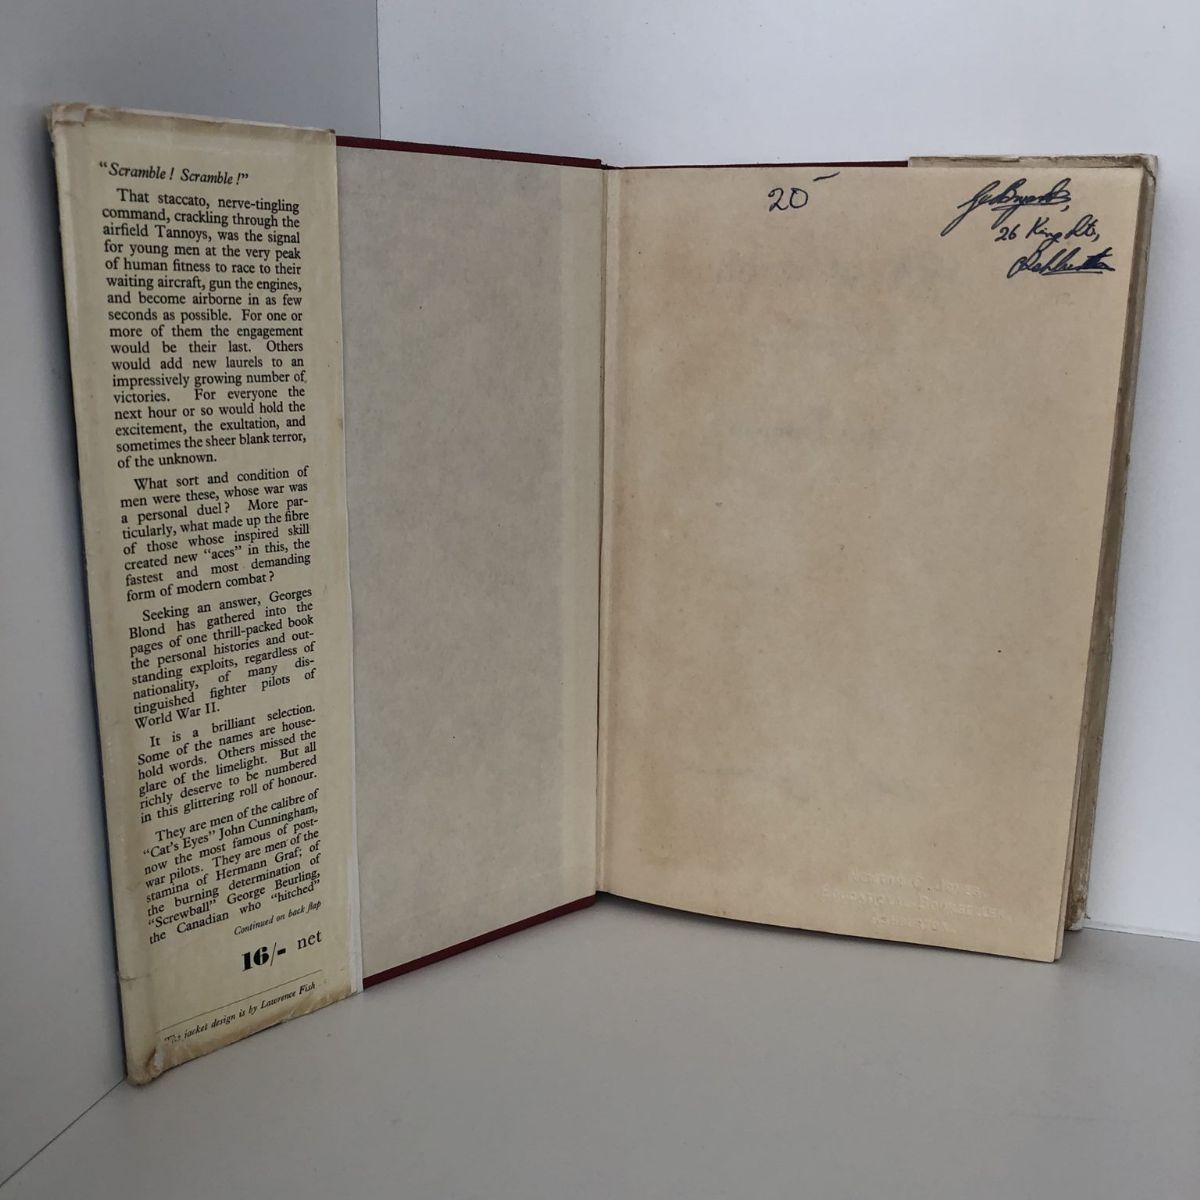 "Scramble! Scramble!"
That staccato, nerve-tingling
command, crackling through the
airfield Tannoys, was the signal
for young men at the very peak
of human fitness to race to their
waiting aircraft, gun the engines,
and become airborne in as few
seconds as possible. For one or
more of them the engagement
would be their last. Others
would add new laurels to an
impressively growing number of
victories. For everyone the
next hour or so would hold the
excitement, the exultation, and
sometimes the sheer blank terror,
of the unknown.
What sort and condition of
men were these, whose war was
a personal duel? More par-
ticularly, what made up the fibre
of those whose inspired skill
created new "aces" in this, the
fastest and most demanding
form of modern combat?
Seeking an answer, Georges
Blond has gathered into the
pages of one thrill-packed book
the personal histories and out-
standing exploits, regardless of
nationality, of many dis-
tinguished fighter pilots of
World War II.
It is a brilliant selection.
Some of the names are house-
hold words. Others missed the
glare of the limelight. But all
richly deserve to be numbered
in this glittering roll of honour.
They are men of the calibre of
"Cat's Eyes" John Cunningham,
now the most famous of post-
war pilots. They are men of the
stamina of Hermann Graf; of
the burning determination of
"Screwball" George Beurling,
the Canadian who "hitched"
Continued on back flap
16/- net
The jacket design is by Lawrence Fish
20
26 King